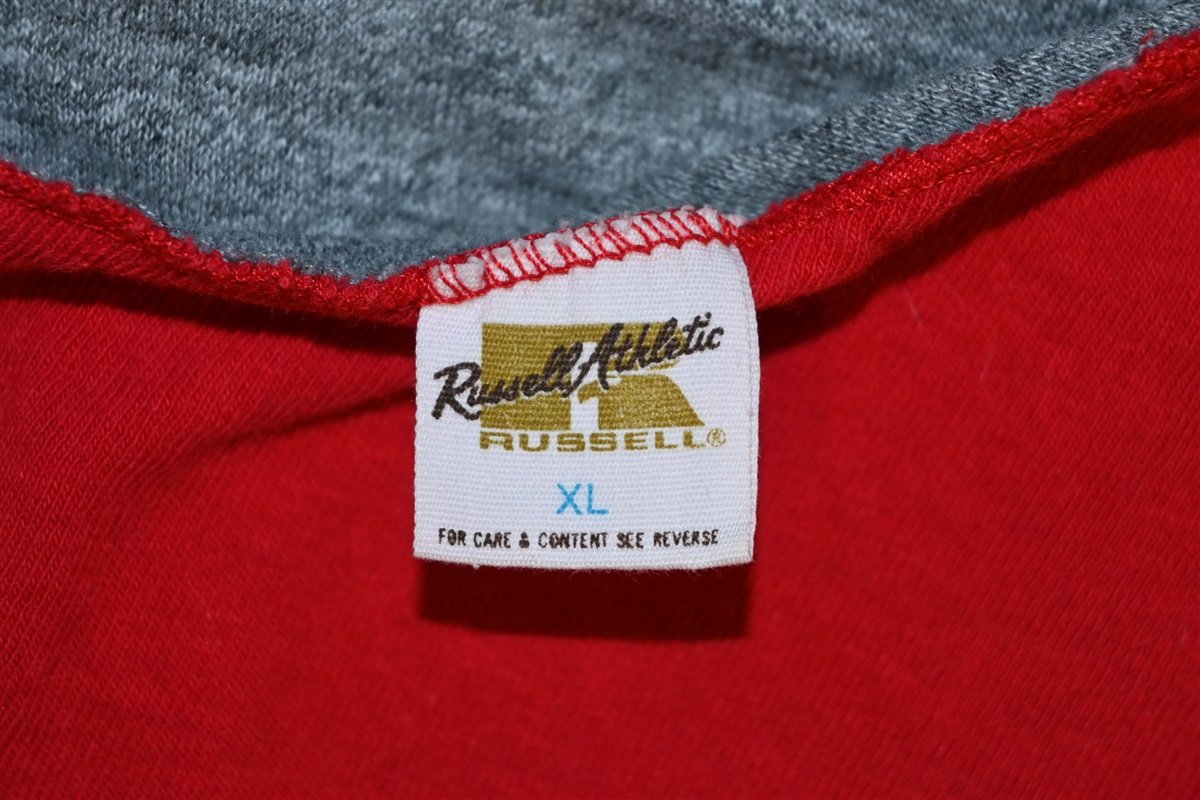 Russell Athletic
R
RUSSELL®
XL
FOR CARE & CONTENT SEE REVERSE